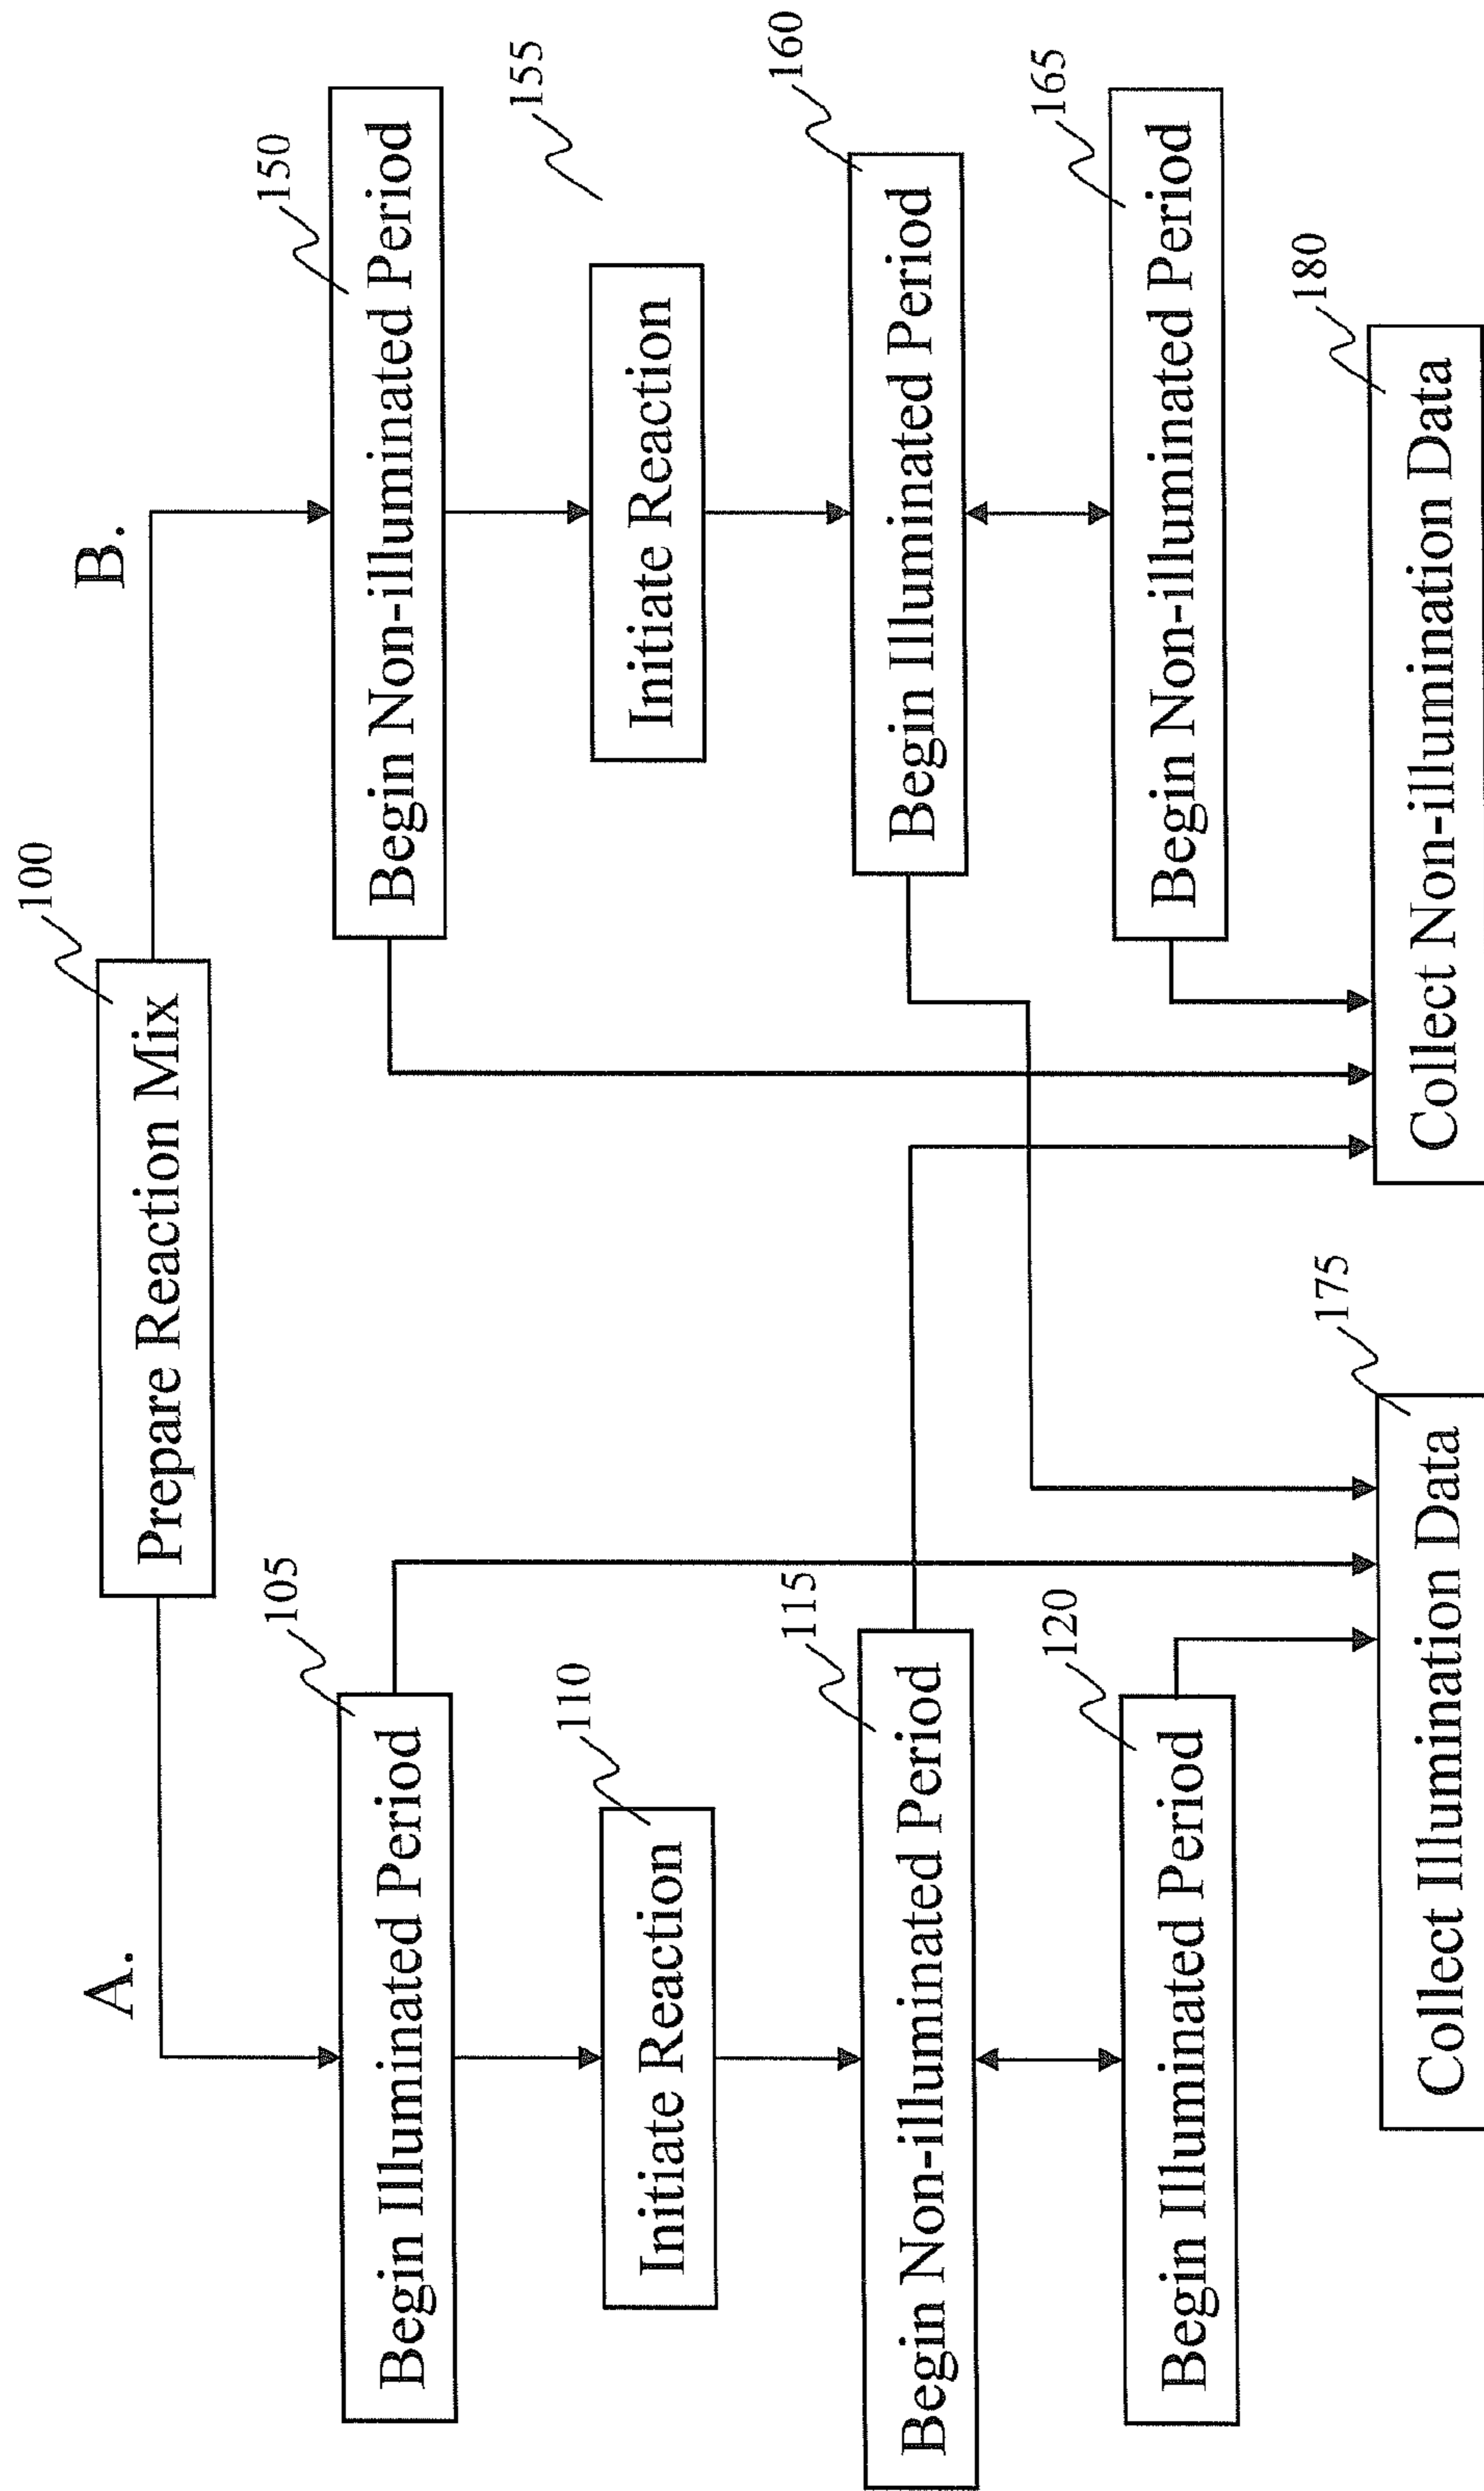 100
Prepare Reaction Mix
A.
B.
105
Begin Illuminated Period
150
Begin Non-illuminated Period
110
Initiate Reaction
155
Initiate Reaction
115
Begin Non-illuminated Period
160
Begin Illuminated Period
120
Begin Illuminated Period
165
Begin Non-illuminated Period
175
Collect Illumination Data
180
Collect Non-illumination Data